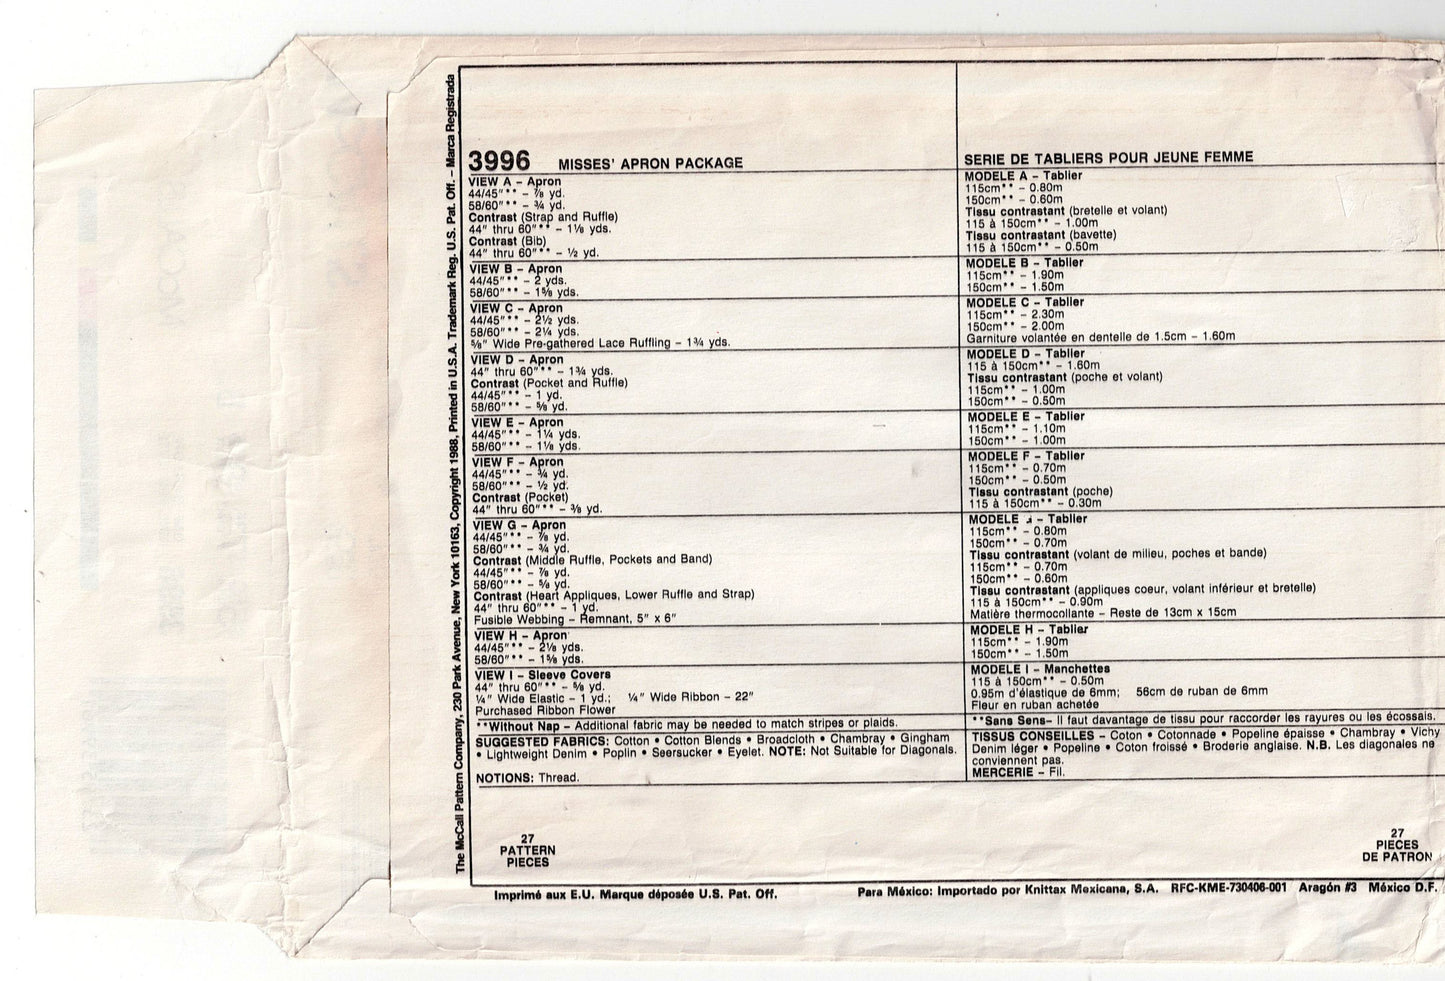 The McCall Pattern Company, 230 Park Avenue, New York 10163, Copyright 1988, Printed in U.S.A. Trademark Reg. U.S. Pat. Off. – Marca Registrada
3996 MISSES' APRON PACKAGE
VIEW A – Apron
44/45"** – ⅞ yd.
58/60"** – ¾ yd.
Contrast (Strap and Ruffle)
44" thru 60"** – 1⅛ yds.
Contrast (Bib)
44" thru 60"** – ½ yd.
VIEW B – Apron
44/45"** – 2 yds.
58/60"** – 1⅝ yds.
VIEW C – Apron
44/45"** – 2½ yds.
58/60"** – 2¼ yds.
⅝" Wide Pre-gathered Lace Ruffling – 1¾ yds.
VIEW D – Apron
44" thru 60"** – 1¾ yds.
Contrast (Pocket and Ruffle)
44/45"** – 1 yd.
58/60"** – ⅝ yd.
VIEW E – Apron
44/45"** – 1¼ yds.
58/60"** – 1⅛ yds.
VIEW F – Apron
44/45"** – ¾ yd.
58/60"** – ½ yd.
Contrast (Pocket)
44" thru 60"** – ⅜ yd.
VIEW G – Apron
44/45"** – ⅞ yd.
58/60"** – ¾ yd.
Contrast (Middle Ruffle, Pockets and Band)
44/45"** – ⅞ yd.
58/60"** – ⅝ yd.
Contrast (Heart Appliques, Lower Ruffle and Strap)
44" thru 60"** – 1 yd.
Fusible Webbing – Remnant, 5" x 6"
VIEW H – Apron
44/45"** – 2⅛ yds.
58/60"** – 1⅝ yds.
VIEW I – Sleeve Covers
44" thru 60"** – ⅝ yd.
¼" Wide Elastic – 1 yd.; ¼" Wide Ribbon – 22"
Purchased Ribbon Flower
**Without Nap – Additional fabric may be needed to match stripes or plaids.
SUGGESTED FABRICS: Cotton • Cotton Blends • Broadcloth • Chambray • Gingham
• Lightweight Denim • Poplin • Seersucker • Eyelet. NOTE: Not Suitable for Diagonals.
NOTIONS: Thread.
27
PATTERN
PIECES
SERIE DE TABLIERS POUR JEUNE FEMME
MODELE A – Tablier
115cm** – 0.80m
150cm** – 0.60m
Tissu contrastant (bretelle et volant)
115 à 150cm** – 1.00m
Tissu contrastant (bavette)
115 à 150cm** – 0.50m
MODELE B – Tablier
115cm** – 1.90m
150cm** – 1.50m
MODELE C – Tablier
115cm** – 2.30m
150cm** – 2.00m
Garniture volantée en dentelle de 1.5cm – 1.60m
MODELE D – Tablier
115 à 150cm** – 1.60m
Tissu contrastant (poche et volant)
115cm** – 1.00m
150cm** – 0.50m
MODELE E – Tablier
115cm** – 1.10m
150cm** – 1.00m
MODELE F – Tablier
115cm** – 0.70m
150cm** – 0.50m
Tissu contrastant (poche)
115 à 150cm** – 0.30m
MODELE – Tablier
115cm** – 0.80m
150cm** – 0.70m
Tissu contrastant (volant de milieu, poches et bande)
115cm** – 0.70m
150cm** – 0.60m
Tissu contrastant (appliques coeur, volant inférieur et bretelle)
115 à 150cm** – 0.90m
Matière thermocollante – Reste de 13cm x 15cm
MODELE H – Tablier
115cm** – 1.90m
150cm** – 1.50m
MODELE I – Manchettes
115 à 150cm** – 0.50m
0.95m d'élastique de 6mm; 56cm de ruban de 6mm
Fleur en ruban achetée
**Sans Sens– Il faut davantage de tissu pour raccorder les rayures ou les écossais.
TISSUS CONSEILLES – Coton • Cotonnade • Popeline épaisse • Chambray • Vichy
Denim léger • Popeline • Coton froissé • Broderie anglaise. N.B. Les diagonales ne
conviennent pas.
MERCERIE – Fil.
27
PIECES
DE PATRON
Imprimé aux E.U. Marque déposée U.S. Pat. Off.
Para México: Importado por Knittax Mexicana, S.A. RFC-KME-730406-001 Aragón #3 México D.F.